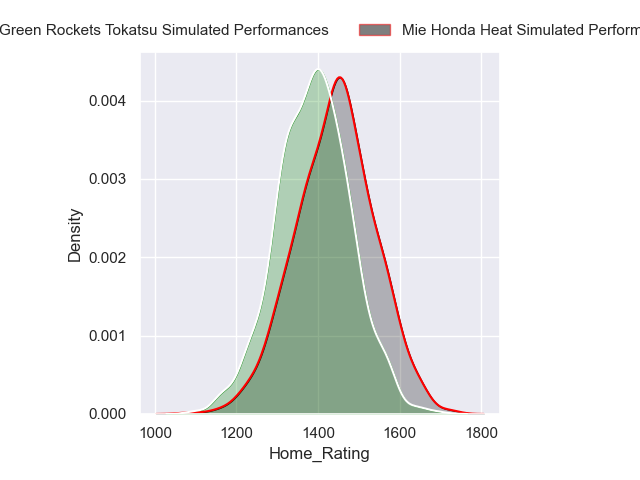 Green Rockets Tokatsu Simulated Performances
Mie Honda Heat Simulated Perform
0.004
0.003
0.002
0.001
0.000
Density
1000 1200 1400 1600 1800
Home_Rating